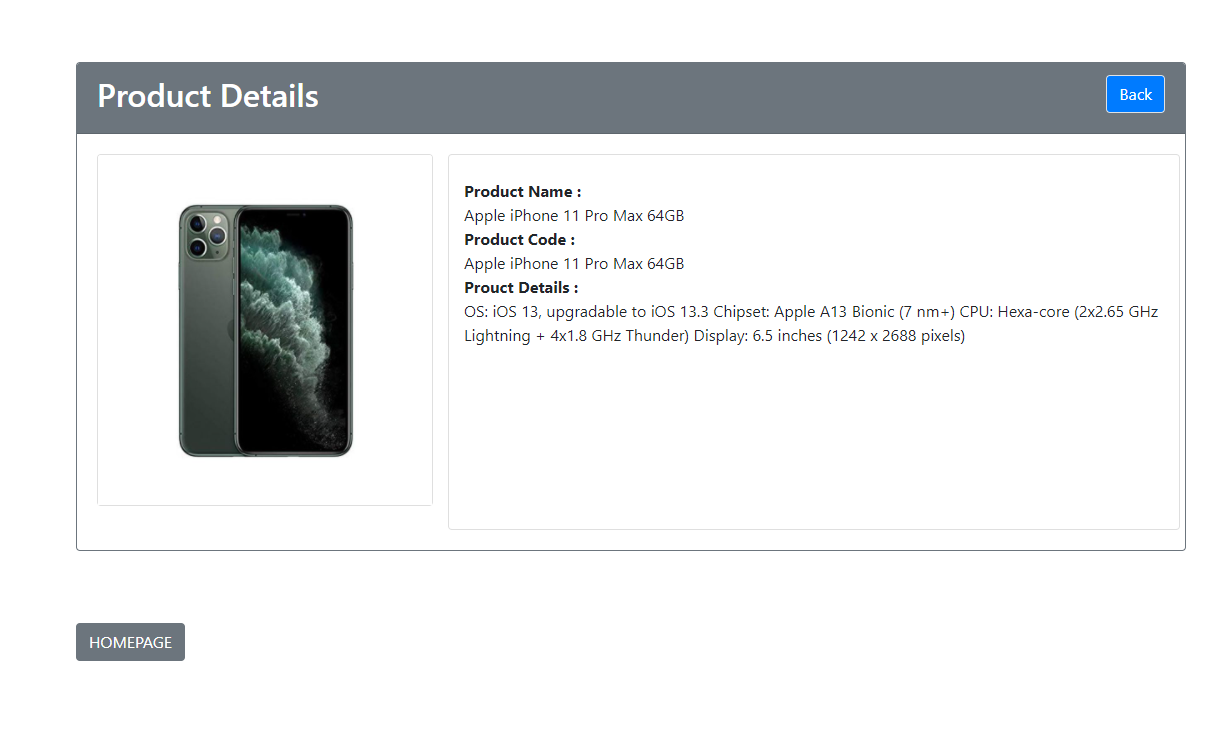 Product Details
Back
Product Name :
Apple iPhone 11 Pro Max 64GB
Product Code :
Apple iPhone 11 Pro Max 64GB
Prouct Details :
OS: iOS 13, upgradable to iOS 13.3 Chipset: Apple A13 Bionic (7 nm+) CPU: Hexa-core (2x2.65 GHz
Lightning + 4x1.8 GHz Thunder) Display: 6.5 inches (1242 x 2688 pixels)
HOMEPAGE